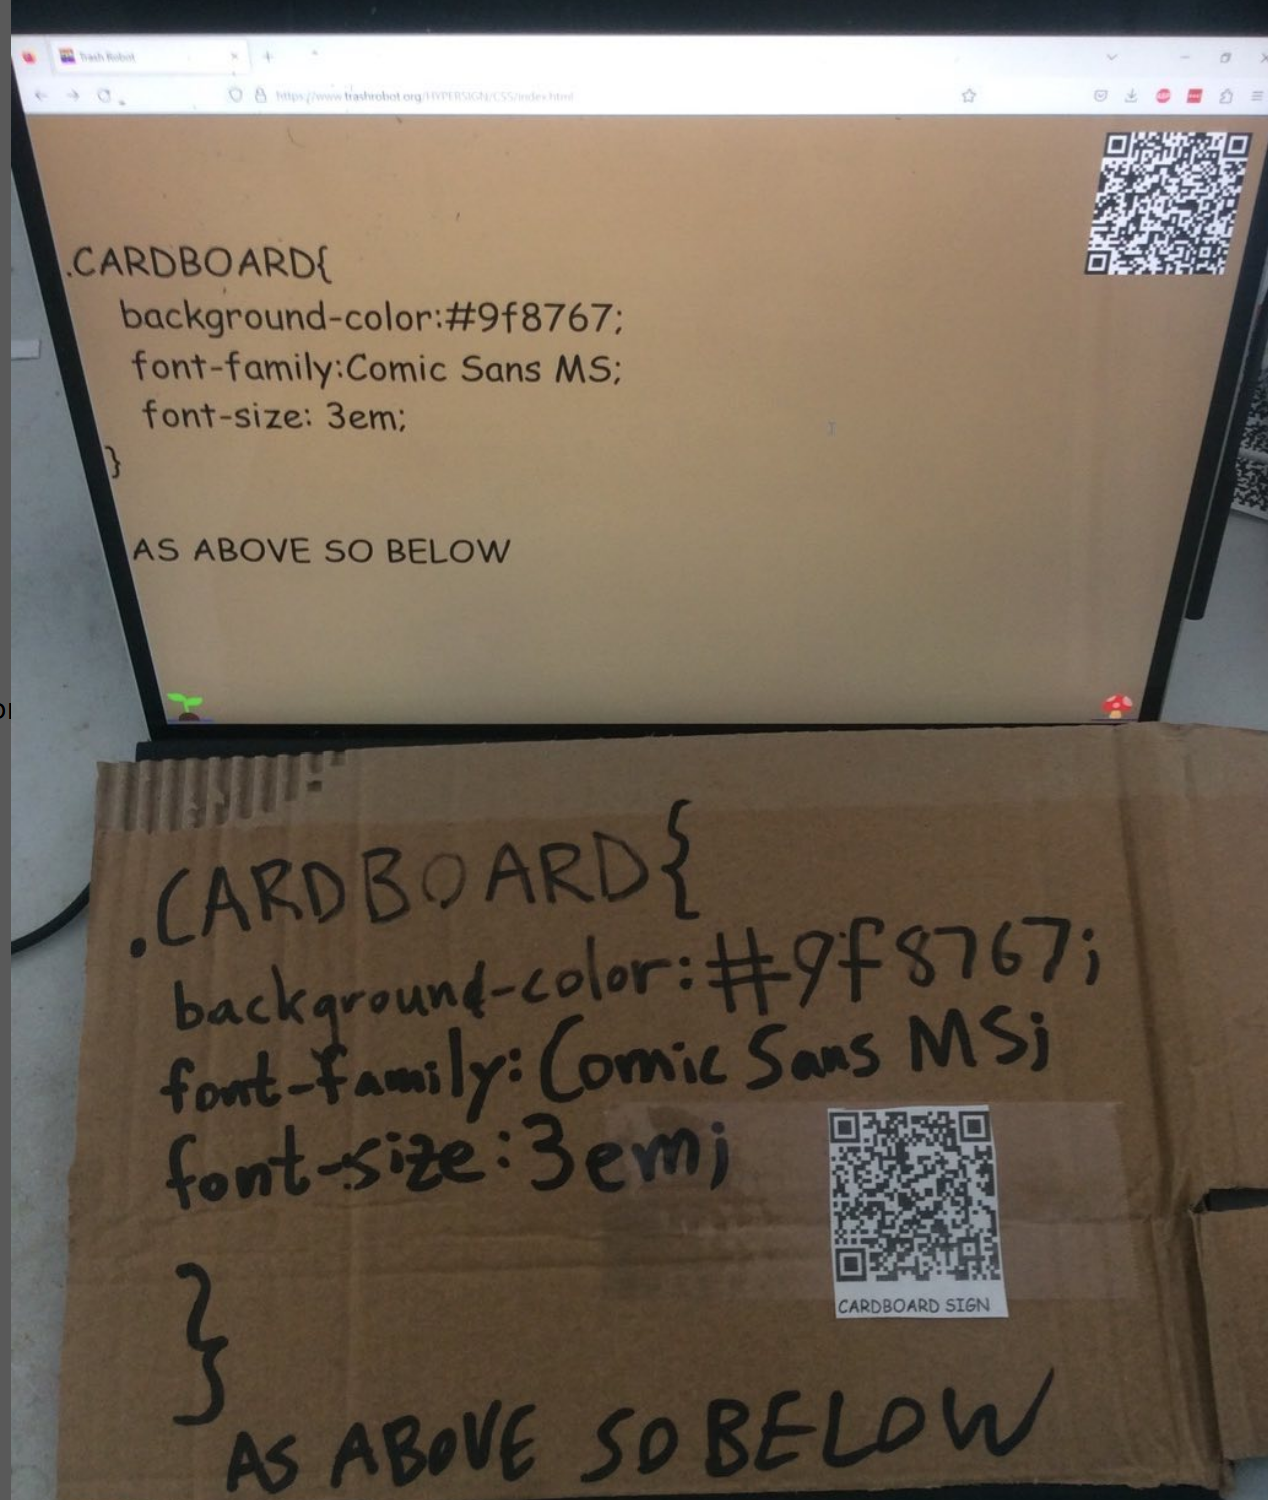 Trash Robot
https://www.trashrobot.org/HYPERSIGN/CSS/index.html
.CARDBOARD{
background-color:#9f8767;
font-family:Comic Sans MS;
font-size: 3em;
}
AS ABOVE SO BELOW
.CARDBOARD{
background-color:#9f8767;
font-family:Comic Sans MS;
font-size:3em;
CARDBOARD SIGN
}
AS ABOVE SO BELOW